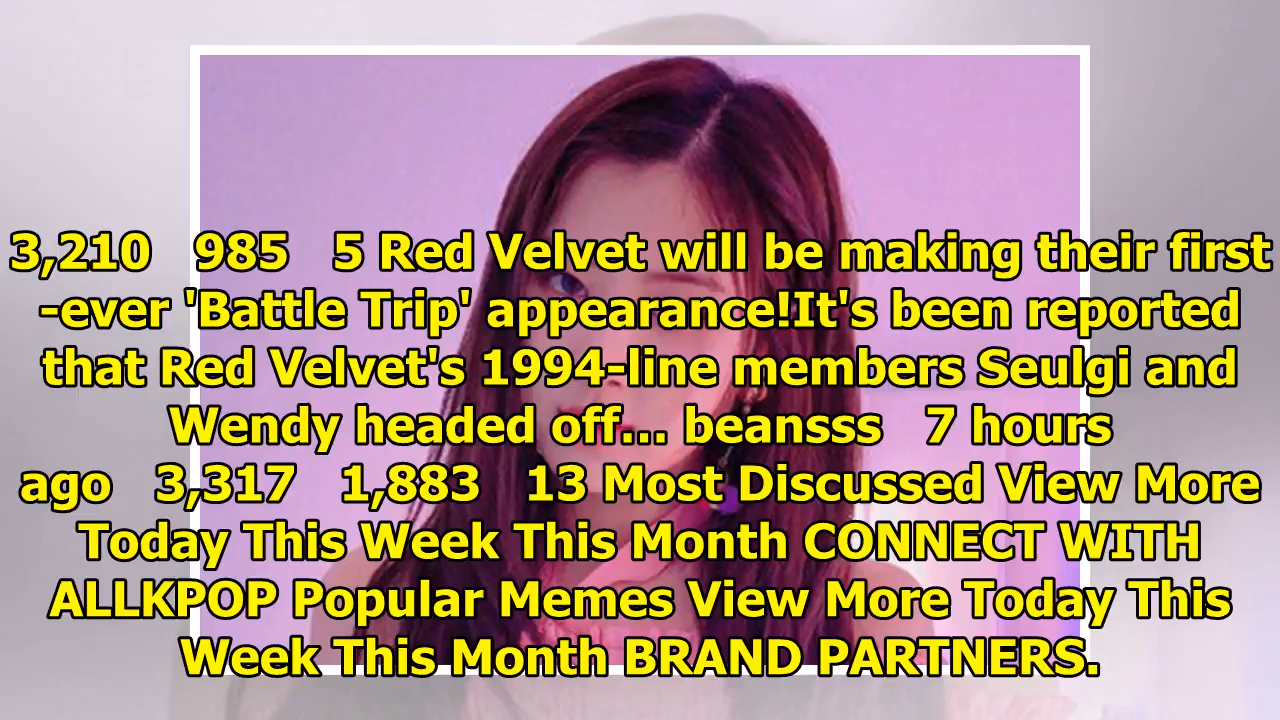 3,210   985   5 Red Velvet will be making their first
-ever 'Battle Trip' appearance!It's been reported
that Red Velvet's 1994-line members Seulgi and
Wendy headed off... beansss   7 hours
ago   3,317   1,883   13 Most Discussed View More
Today This Week This Month CONNECT WITH
ALLKPOP Popular Memes View More Today This
Week This Month BRAND PARTNERS.